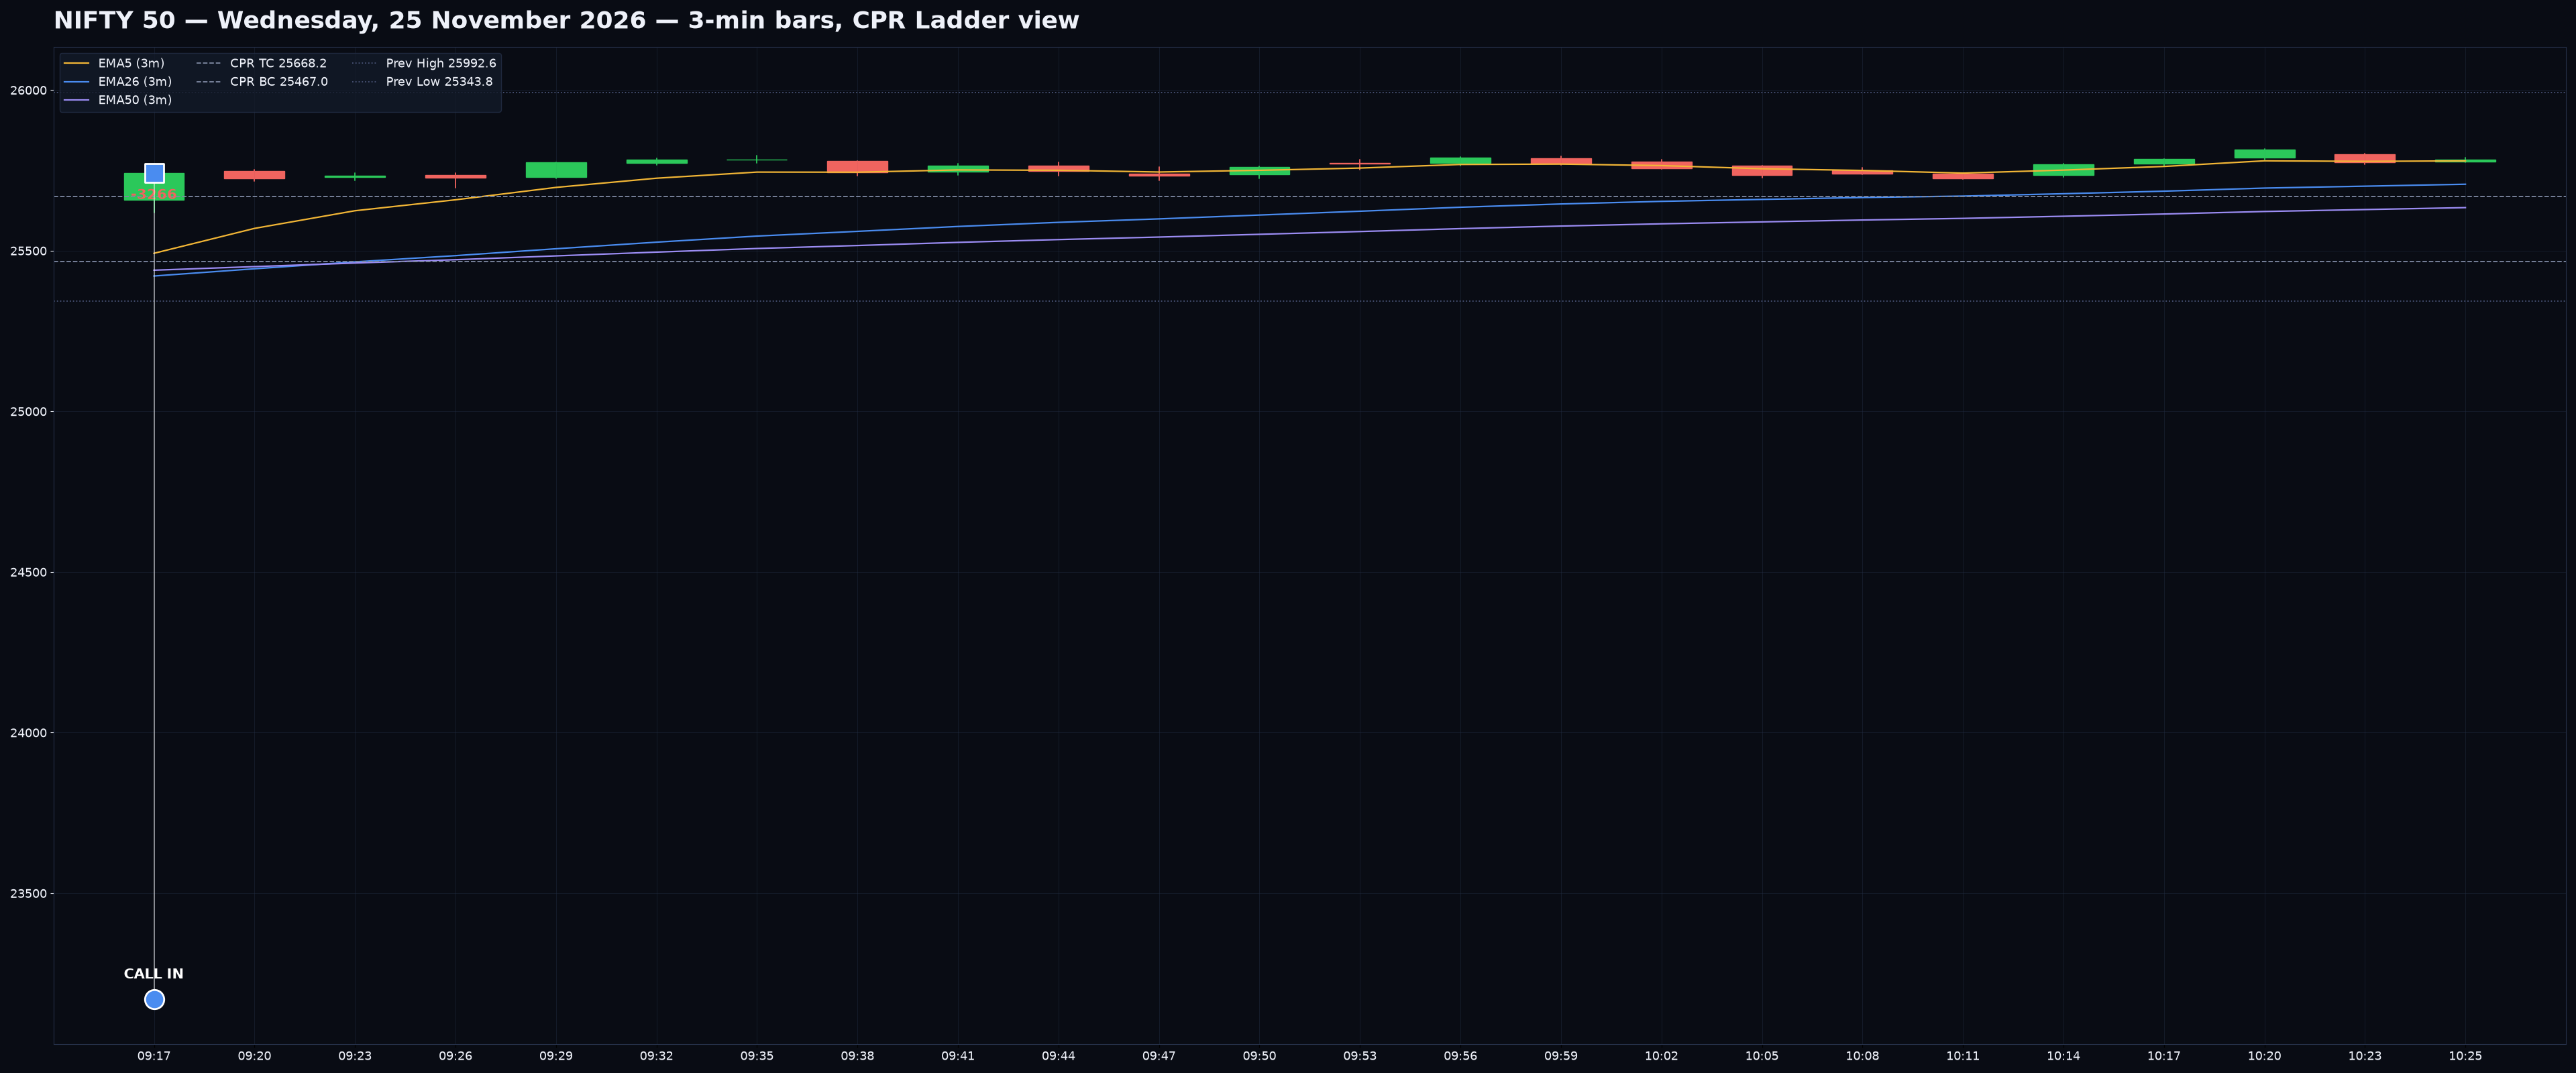 NIFTY 50 — Wednesday, 25 November 2026 — 3-min bars, CPR Ladder view
EMA5 (3m)
EMA26 (3m)
EMA50 (3m)
CPR TC 25668.2
CPR BC 25467.0
Prev High 25992.6
Prev Low 25343.8
26000
25500
25000
24500
24000
23500
CALL IN
09:17 09:20 09:23 09:26 09:29 09:32 09:35 09:38 09:41 09:44 09:47 09:50 09:53 09:56 09:59 10:02 10:05 10:08 10:11 10:14 10:17 10:20 10:23 10:25